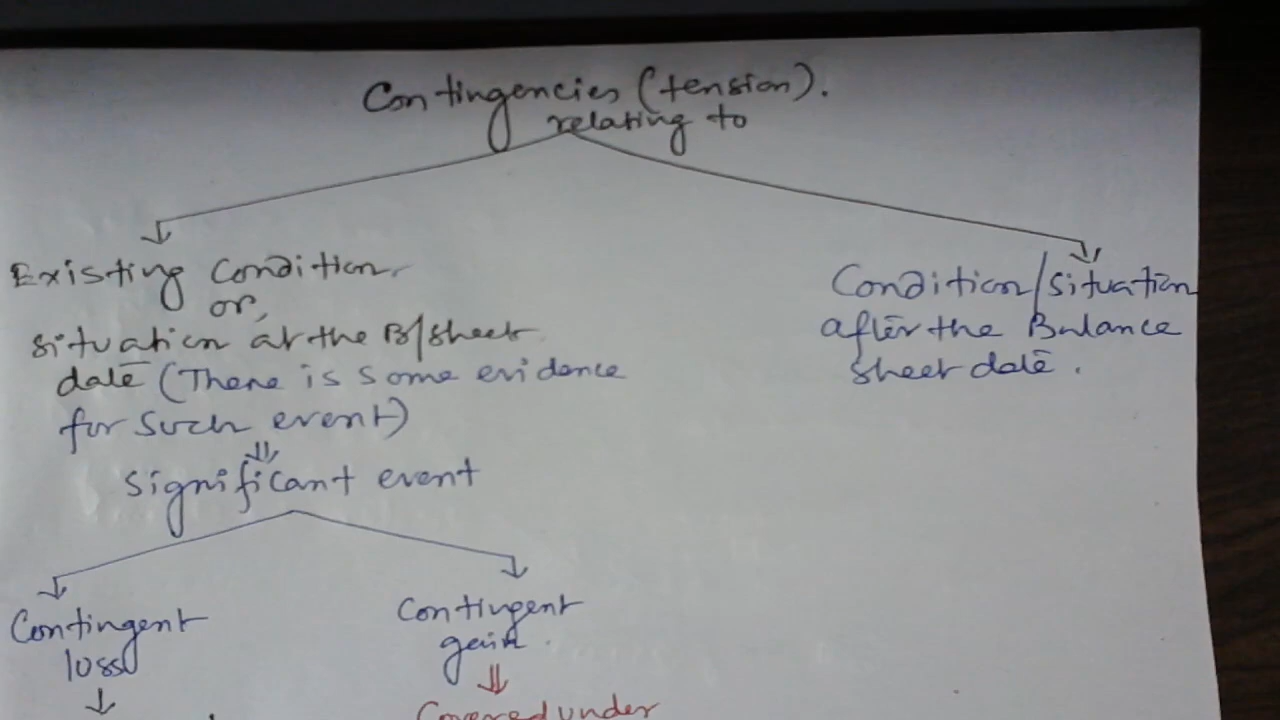 Contingencies (tension).
relating to
Existing Condition
or,
situation at the B/sheet
date (There is some evidence
for such event)
Condition/situation
after the Balance
sheet date.
Significant event
Contingent
loss
Contingent
gain
Covered under